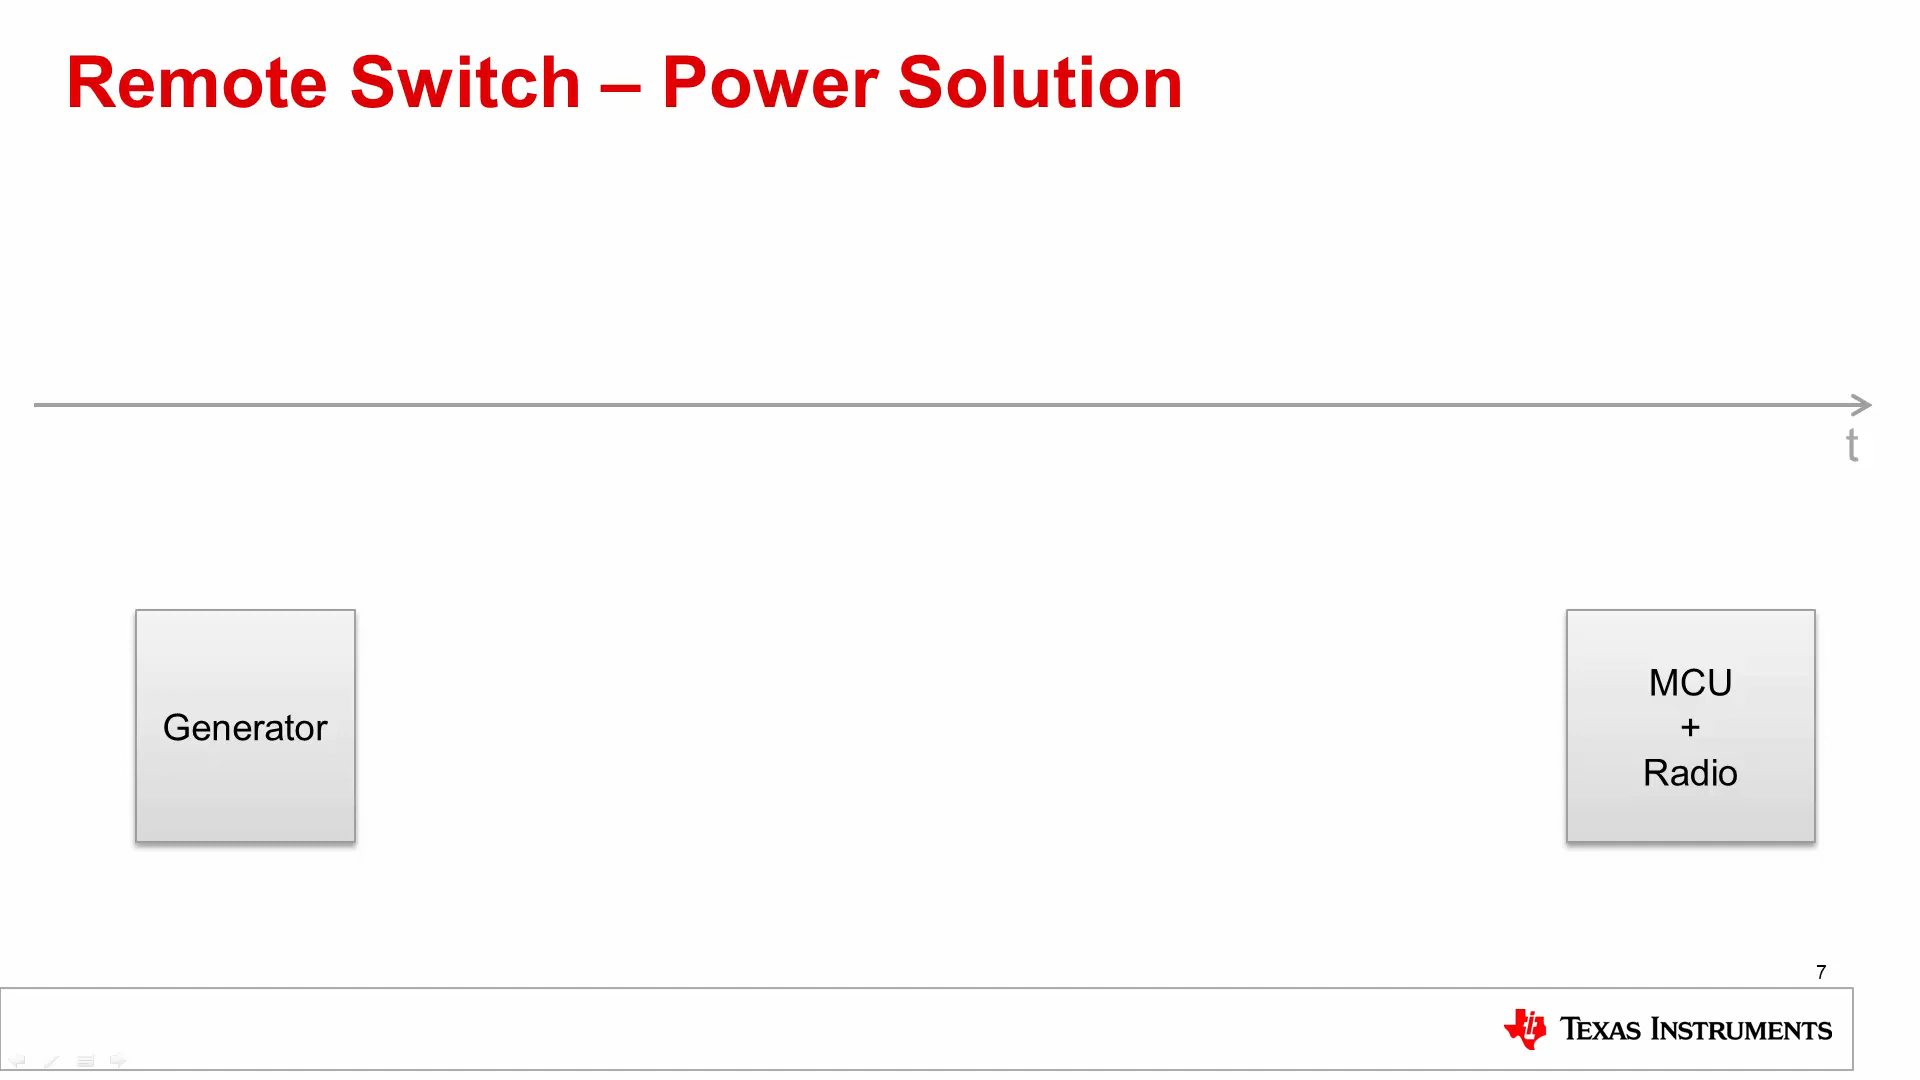 Remote Switch – Power Solution
t
Generator
MCU
+
Radio
7
TEXAS INSTRUMENTS